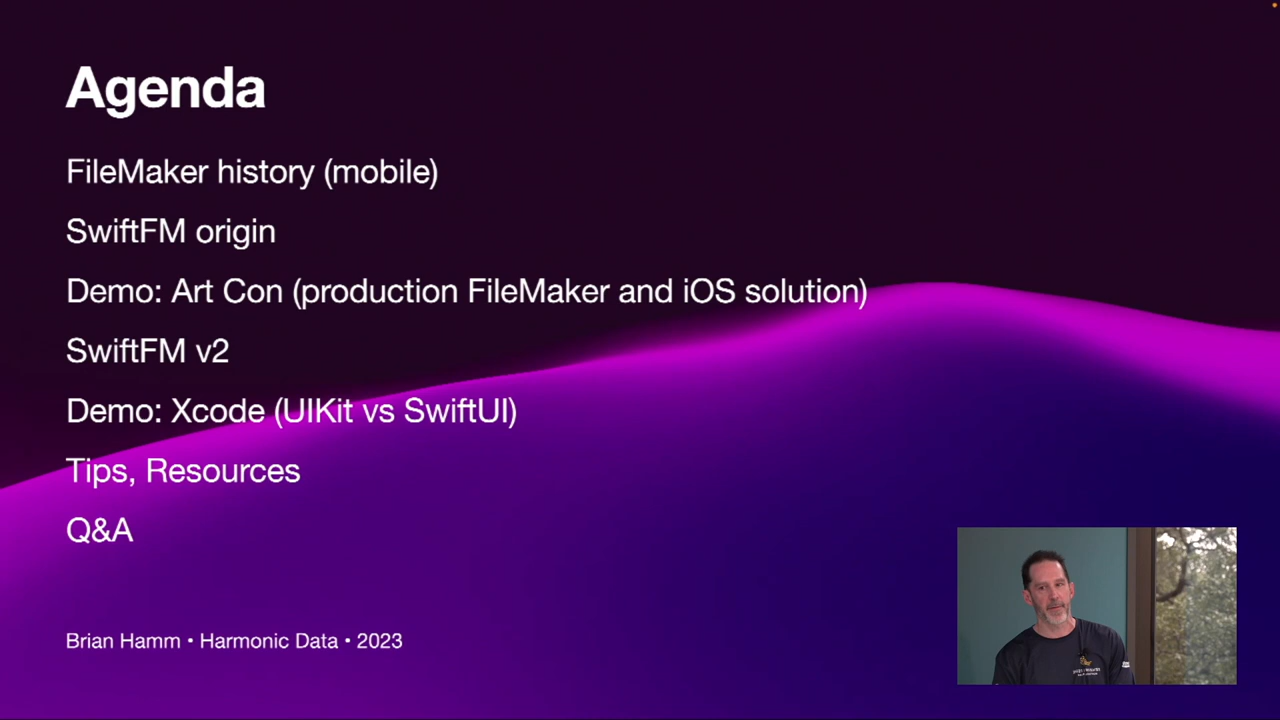 Agenda
FileMaker history (mobile)
SwiftFM origin
Demo: Art Con (production FileMaker and iOS solution)
SwiftFM v2
Demo: Xcode (UIKit vs SwiftUI)
Tips, Resources
Q&A
Brian Hamm • Harmonic Data • 2023